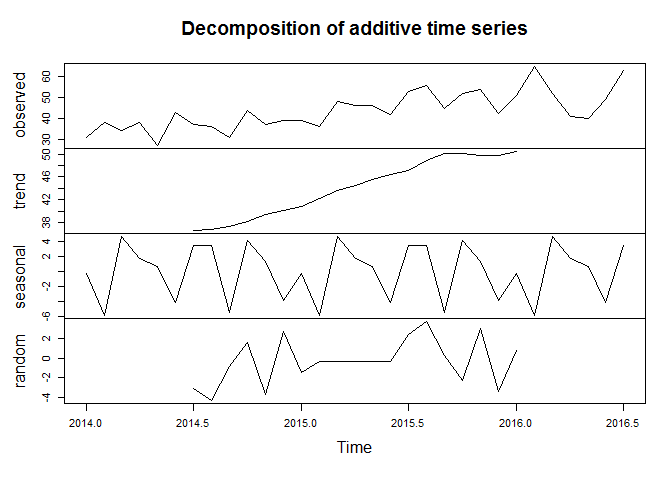 Decomposition of additive time series
observed
30 40 50 60
trend
38 42 46 50
seasonal
-6 -2 2 4
random
-4 -2 0 2
2014.0 2014.5 2015.0 2015.5 2016.0 2016.5
Time